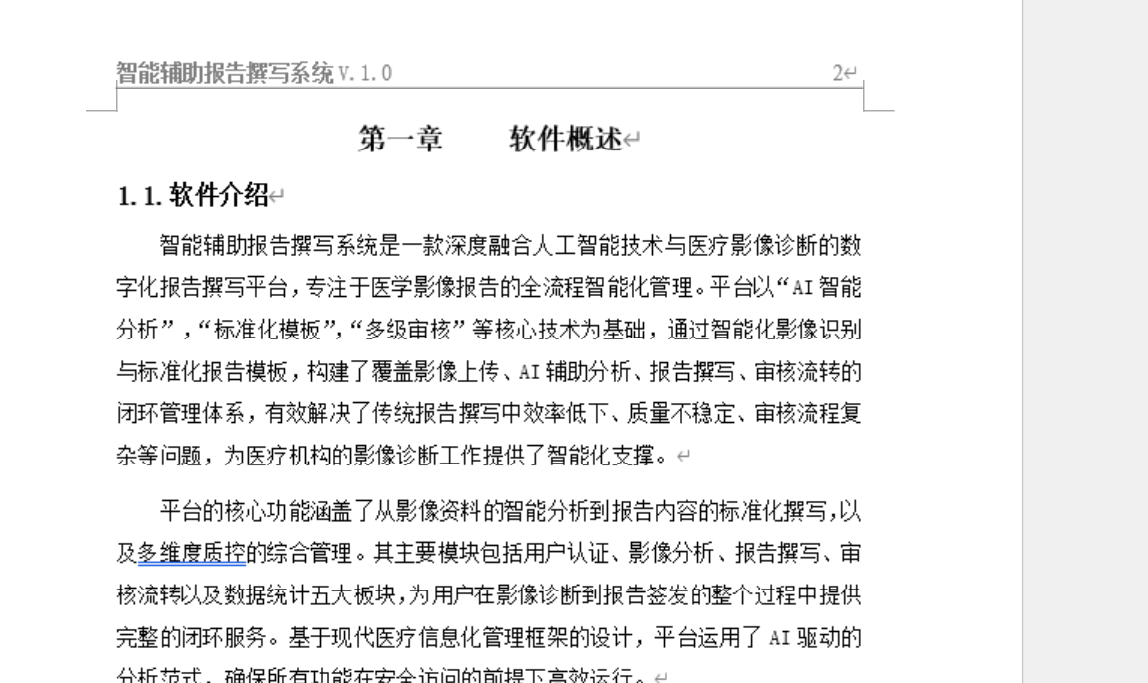 智能辅助报告撰写系统 V.1.0 2
第一章 软件概述
1.1. 软件介绍
智能辅助报告撰写系统是一款深度融合人工智能技术与医疗影像诊断的数
字化报告撰写平台，专注于医学影像报告的全流程智能化管理。平台以“AI 智能
分析”，“标准化模板”，“多级审核”等核心技术为基础，通过智能化影像识别
与标准化报告模板，构建了覆盖影像上传、AI 辅助分析、报告撰写、审核流转的
闭环管理体系，有效解决了传统报告撰写中效率低下、质量不稳定、审核流程复
杂等问题，为医疗机构的影像诊断工作提供了智能化支撑。
平台的核心功能涵盖了从影像资料的智能分析到报告内容的标准化撰写，以
及多维度质控的综合管理。其主要模块包括用户认证、影像分析、报告撰写、审
核流转以及数据统计五大板块，为用户在影像诊断到报告签发的整个过程中提供
完整的闭环服务。基于现代医疗信息化管理框架的设计，平台运用了 AI 驱动的
分析范式，确保所有功能在安全访问的前提下高效运行。